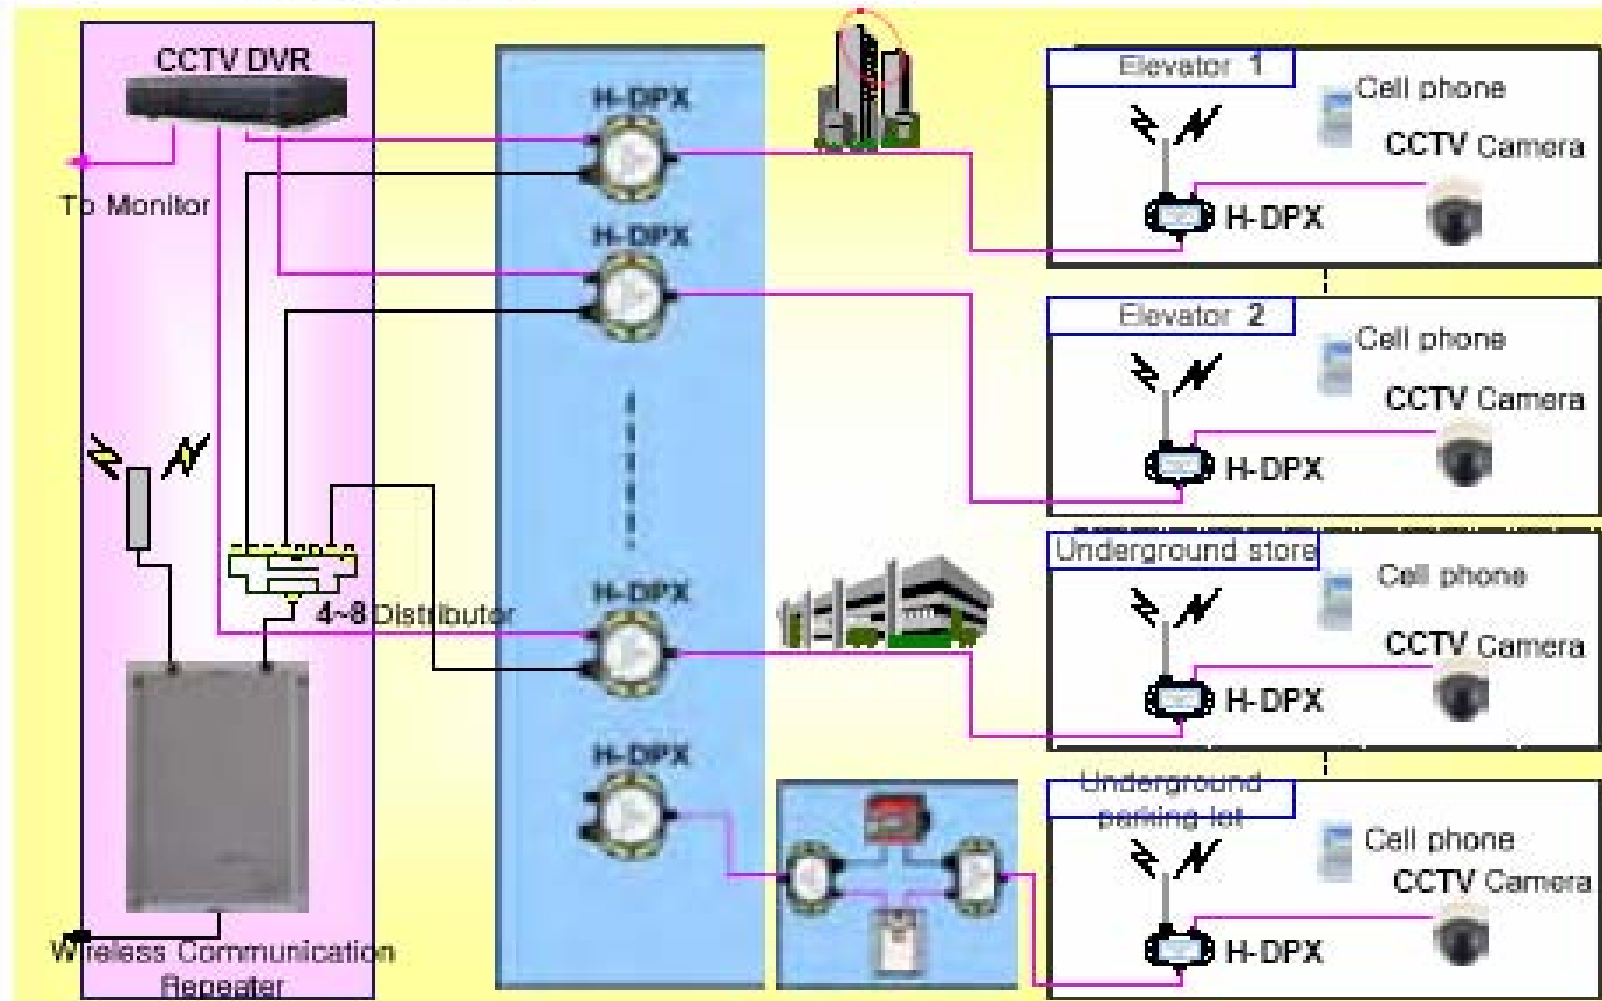 CCTV DVR
To Monitor
4~8 Distributor
Wireless Communication
Repeater
H-DPX
H-DPX
H-DPX
H-DPX
Elevator 1
Cell phone
CCTV Camera
H-DPX
Elevator 2
Cell phone
CCTV Camera
H-DPX
Underground store
Cell phone
CCTV Camera
H-DPX
Underground
parking lot
Cell phone
CCTV Camera
H-DPX